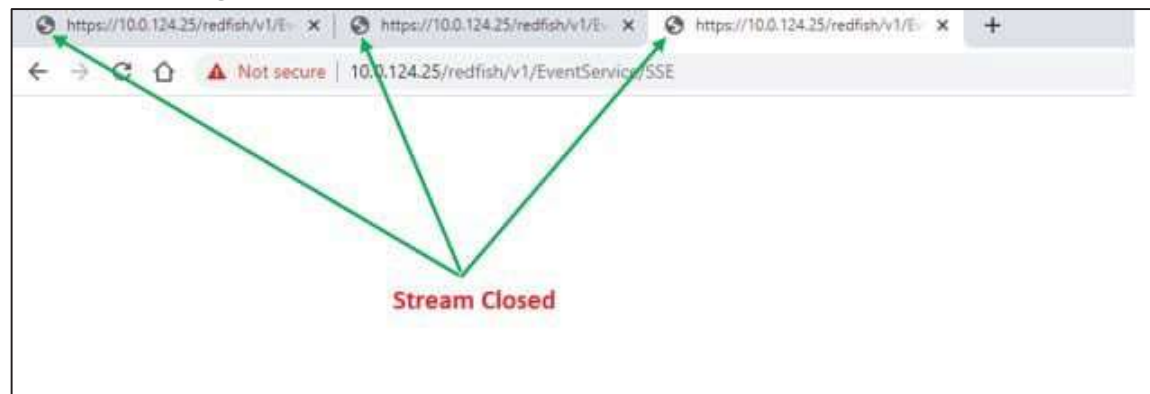 https://10.0.124.25/redfish/v1/E
https://10.0.124.25/redfish/v1/E
https://10.0.124.25/redfish/v1/E
Not secure | 10.0.124.25/redfish/v1/EventService/SSE
Stream Closed